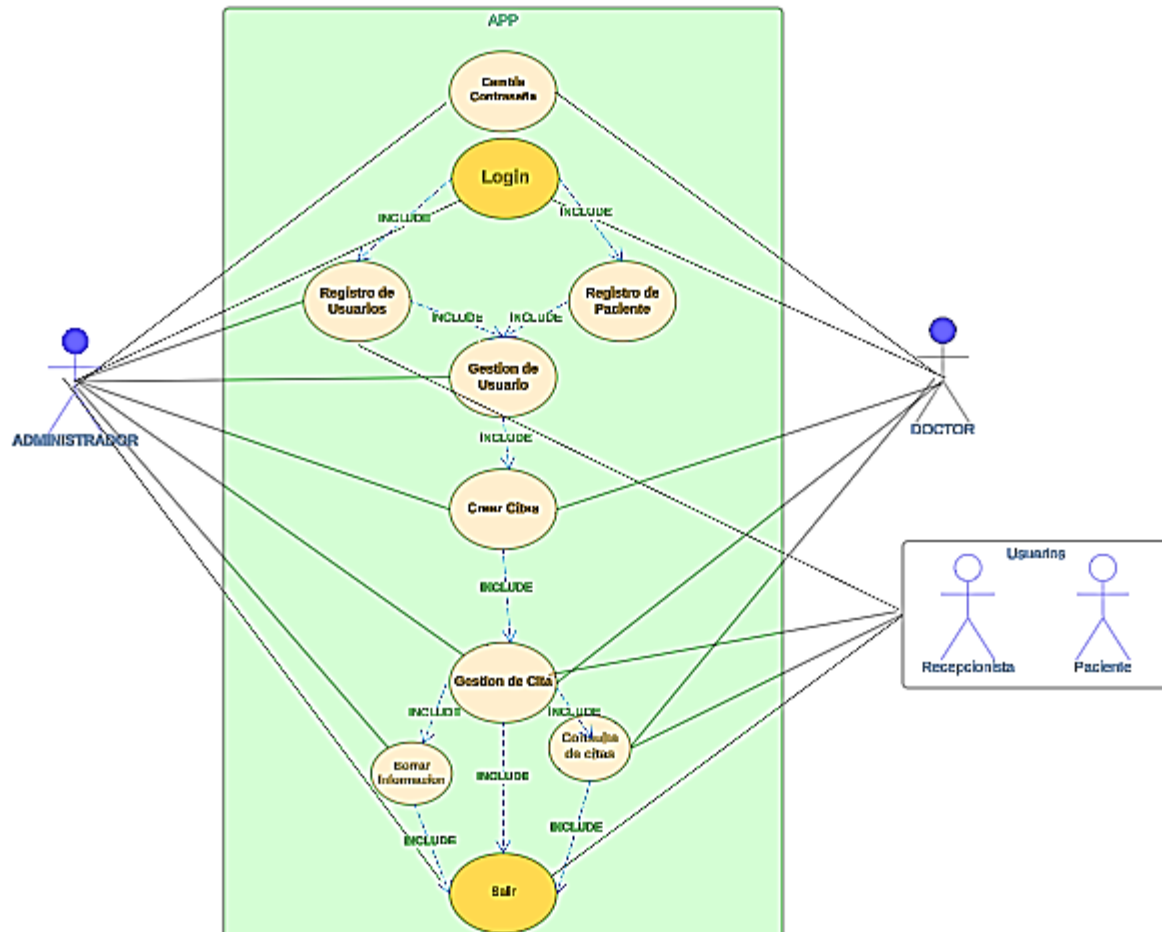 APP
Cambia
Contraseña
Login
INCLUDE
INCLUDE
Registro de
Usuarios
Registro de
Paciente
INCLUDE
INCLUDE
Gestion de
Usuario
ADMINISTRADOR
DOCTOR
INCLUDE
Crear Citas
Usuarios
INCLUDE
Recepcionista
Paciente
Gestion de Cita
INCLUDE
INCLUDE
Consulta
de citas
Borrar
Informacion
INCLUDE
INCLUDE
INCLUDE
Salir